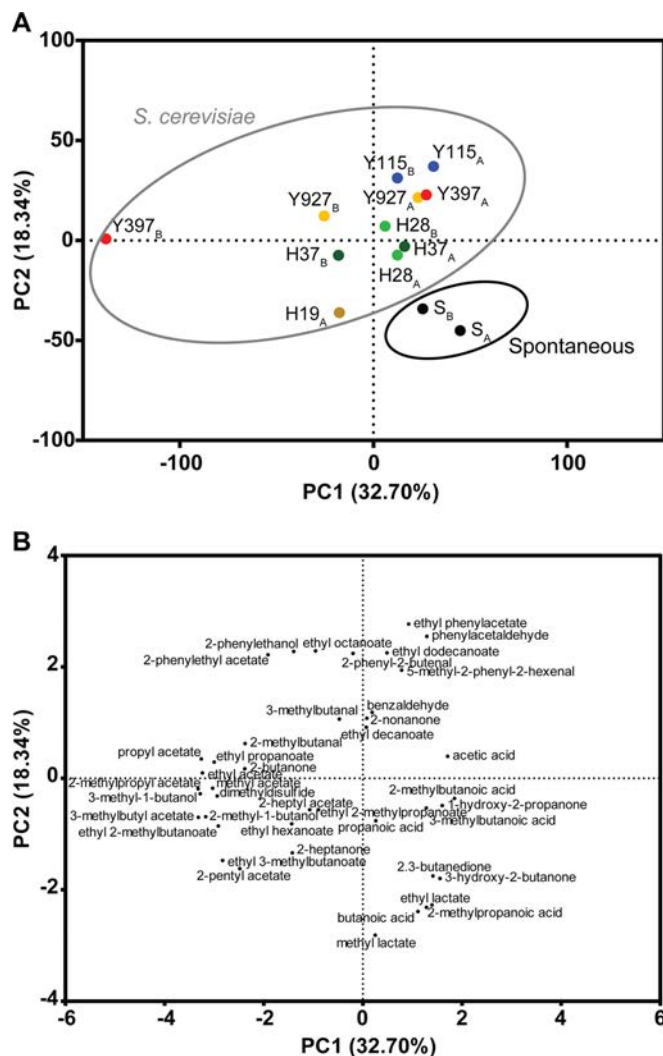 A
100
50
0
-50
-100
PC2 (18.34%)
S. cerevisiae
Y115B
Y115A
Y927B
Y927A
Y397A
Y397B
H28B
H37B
H37A
H28A
H19A
SB
SA
Spontaneous
-100
0
100
PC1 (32.70%)
B
4
2
0
-2
-4
PC2 (18.34%)
ethyl phenylacetate
phenylacetaldehyde
2-phenylethanol
ethyl octanoate
ethyl dodecanoate
2-phenylethyl acetate
2-phenyl-2-butenal
5-methyl-2-phenyl-2-hexenal
benzaldehyde
3-methylbutanal
2-nonanone
ethyl decanoate
2-methylbutanal
propyl acetate
ethyl propanoate
acetic acid
2-butanone
ethyl acetate
2-methylpropyl acetate
methyl acetate
2-methylbutanoic acid
3-methyl-1-butanol
dimethyldisulfide
2-heptyl acetate
ethyl 2-methylpropanoate
1-hydroxy-2-propanone
3-methylbutyl acetate
2-methyl-1-butanol
propanoic acid
3-methylbutanoic acid
ethyl 2-methylbutanoate
ethyl hexanoate
2-heptanone
ethyl 3-methylbutanoate
2-pentyl acetate
2.3-butanedione
3-hydroxy-2-butanone
ethyl lactate
butanoic acid
2-methylpropanoic acid
methyl lactate
-6
-4
-2
0
2
4
6
PC1 (32.70%)